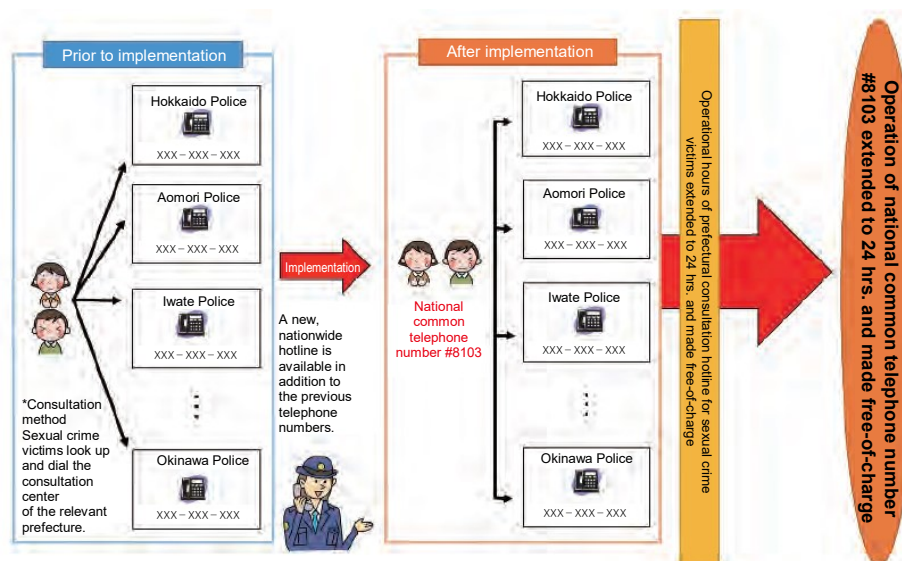 Prior to implementation
Hokkaido Police
XXX－XXX－XXX
Aomori Police
XXX－XXX－XXX
Iwate Police
XXX－XXX－XXX
Okinawa Police
XXX－XXX－XXX
*Consultation
method
Sexual crime
victims look up
and dial the
consultation
center
of the relevant
prefecture.
Implementation
A new,
nationwide
hotline is
available in
addition to
the previous
telephone
numbers.
After implementation
National
common
telephone
number #8103
Hokkaido Police
XXX－XXX－XXX
Aomori Police
XXX－XXX－XXX
Iwate Police
XXX－XXX－XXX
Okinawa Police
XXX－XXX－XXX
Operational hours of prefectural consultation hotline for sexual crime
victims extended to 24 hrs. and made free-of-charge
Operation of national common telephone number
#8103 extended to 24 hrs. and made free-of-charge